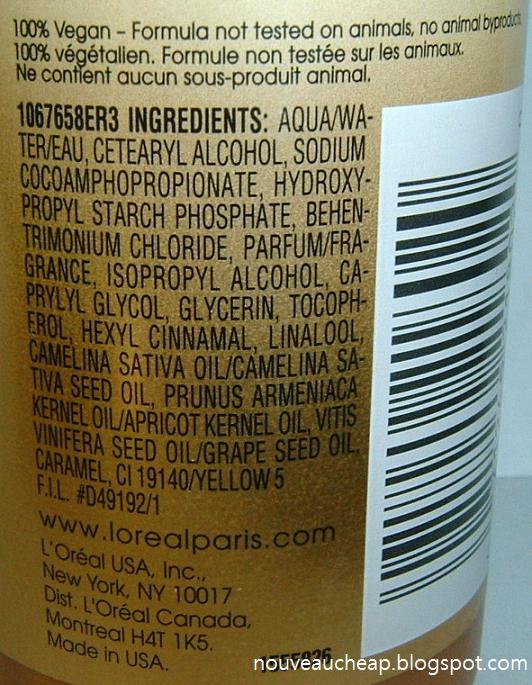 100% Vegan – Formula not tested on animals, no animal
100% végétalien. Formule non testée sur les animaux.
Ne contient aucun sous-produit animal.
1067658ER3 INGREDIENTS: AQUA/WA-
TER/EAU, CETEARYL ALCOHOL, SODIUM
COCOAMPHOPROPIONATE, HYDROXY-
PROPYL STARCH PHOSPHATE, BEHEN-
TRIMONIUM CHLORIDE, PARFUM/FRA-
GRANCE, ISOPROPYL ALCOHOL, CA-
PRYLYL GLYCOL, GLYCERIN, TOCOPH-
EROL, HEXYL CINNAMAL, LINALOOL,
CAMELINA SATIVA OIL/CAMELINA SA-
TIVA SEED OIL, PRUNUS ARMENIACA
KERNEL OIL/APRICOT KERNEL OIL, VITIS
VINIFERA SEED OIL/GRAPE SEED OIL,
CARAMEL, CI 19140/YELLOW 5
F.I.L. #D49192/1
www.lorealparis.com
L'Oréal USA, Inc.,
New York, NY 10017
Dist. L'Oréal Canada,
Montreal H4T 1K5.
Made in USA.
nouveaucheap.blogspot.com